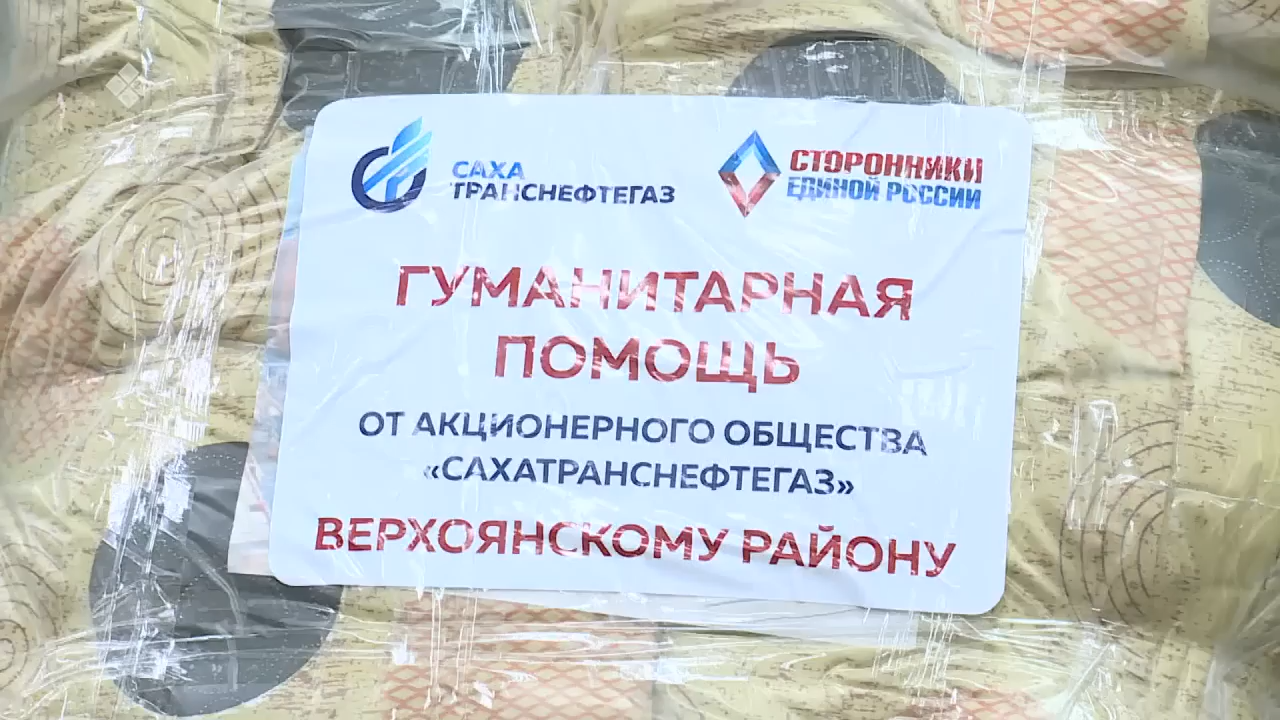 САХА
ТРАНСНЕФТЕГАЗ
СТОРОННИКИ
ЕДИНОЙ РОССИИ
ГУМАНИТАРНАЯ
ПОМОЩЬ
ОТ АКЦИОНЕРНОГО ОБЩЕСТВА
«САХАТРАНСНЕФТЕГАЗ»
ВЕРХОЯНСКОМУ РАЙОНУ